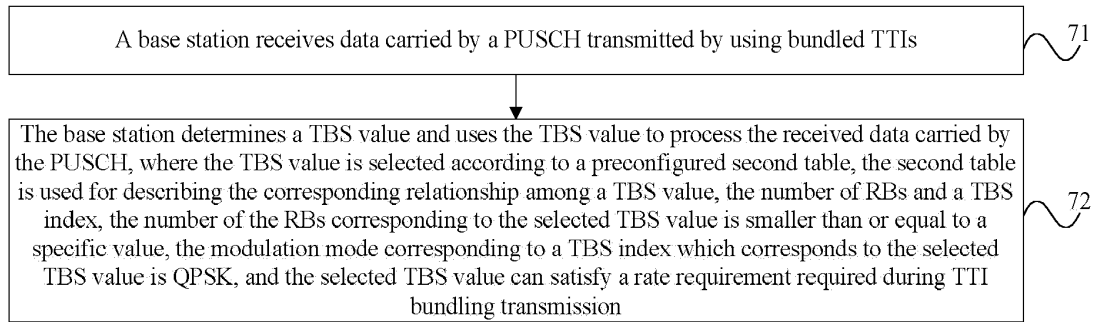 A base station receives data carried by a PUSCH transmitted by using bundled TTIs
71
The base station determines a TBS value and uses the TBS value to process the received data carried by
the PUSCH, where the TBS value is selected according to a preconfigured second table, the second table
is used for describing the corresponding relationship among a TBS value, the number of RBs and a TBS
index, the number of the RBs corresponding to the selected TBS value is smaller than or equal to a
specific value, the modulation mode corresponding to a TBS index which corresponds to the selected
TBS value is QPSK, and the selected TBS value can satisfy a rate requirement required during TTI
bundling transmission
72